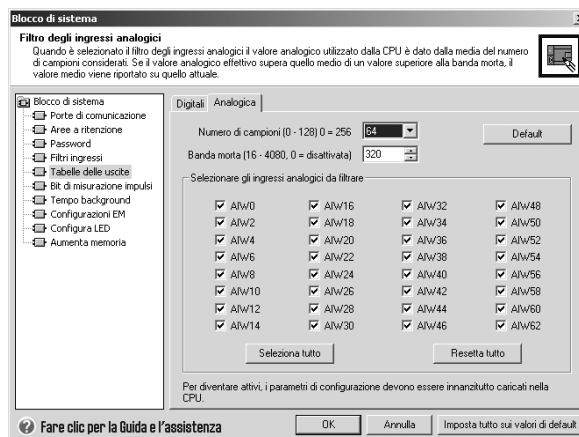 Blocco di sistema
Filtro degli ingressi analogici
Quando è selezionato il filtro degli ingressi analogici il valore analogico utilizzato dalla CPU è dato dalla media del numero
di campioni considerati. Se il valore analogico effettivo supera quello medio di un valore superiore alla banda morta, il
valore medio viene riportato su quello attuale.
Blocco di sistema
Porte di comunicazione
Aree a ritenzione
Password
Filtri ingressi
Tabelle delle uscite
Bit di misurazione impulsi
Tempo background
Configurazioni EM
Configura LED
Aumenta memoria
Digitali Analogica
Numero di campioni (0 - 128) 0 = 256 64 Default
Banda morta (16 - 4080, 0 = disattivata) 320
Selezionare gli ingressi analogici da filtrare
AIW0 AIW16 AIW32 AIW48
AIW2 AIW18 AIW34 AIW50
AIW4 AIW20 AIW36 AIW52
AIW6 AIW22 AIW38 AIW54
AIW8 AIW24 AIW40 AIW56
AIW10 AIW26 AIW42 AIW58
AIW12 AIW28 AIW44 AIW60
AIW14 AIW30 AIW46 AIW62
Seleziona tutto Resetta tutto
Per diventare attivi, i parametri di configurazione devono essere innanzitutto caricati nella
CPU.
Fare clic per la Guida e l'assistenza OK Annulla Imposta tutto sui valori di default